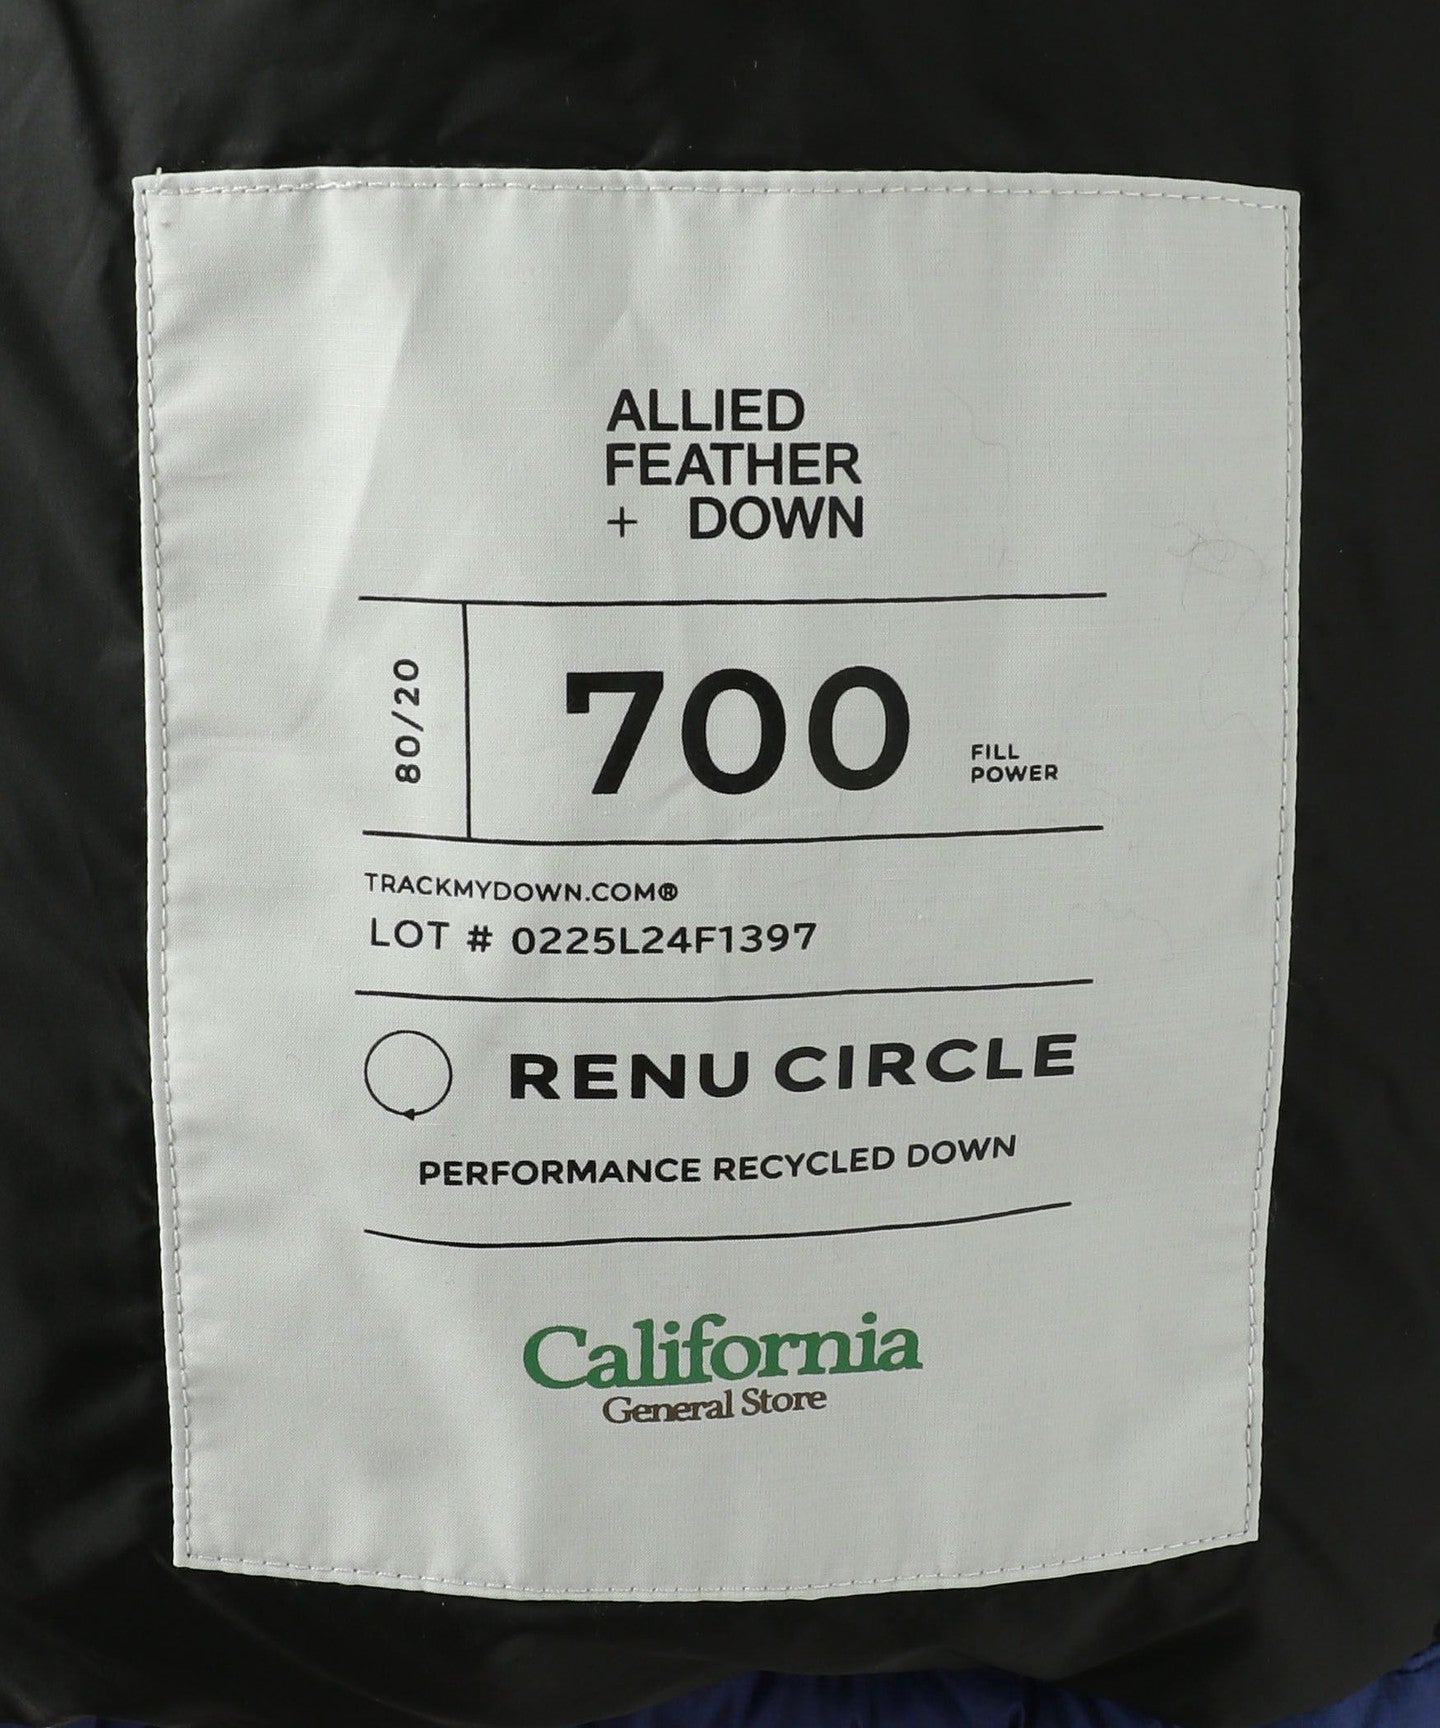 ALLIED
FEATHER
+ DOWN
80/20
700
FILL
POWER
TRACKMYDOWN.COM®
LOT # 0225L24F1397
RENU CIRCLE
PERFORMANCE RECYCLED DOWN
California
General Store